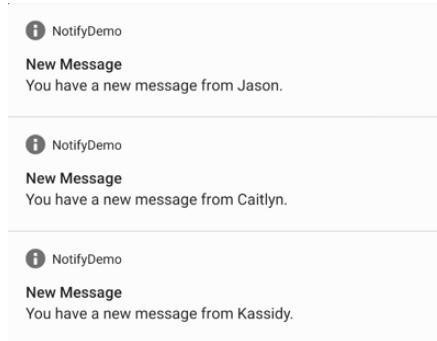 NotifyDemo
New Message
You have a new message from Jason.
NotifyDemo
New Message
You have a new message from Caitlyn.
NotifyDemo
New Message
You have a new message from Kassidy.